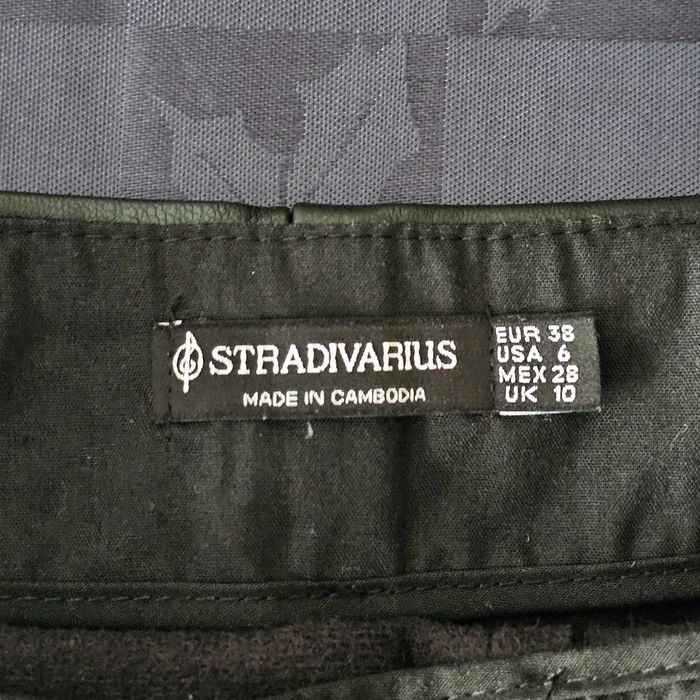 STRADIVARIUS
MADE IN CAMBODIA
EUR 38
USA 6
MEX 28
UK 10